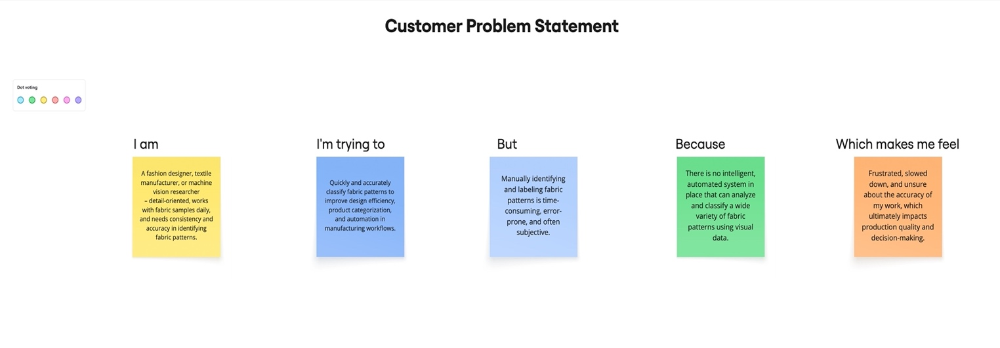 Customer Problem Statement
Dot voting
I am
A fashion designer, textile
manufacturer, or machine
vision researcher
– detail-oriented, works
with fabric samples daily,
and needs consistency and
accuracy in identifying
fabric patterns.
I'm trying to
Quickly and accurately
classify fabric patterns to
improve design efficiency,
product categorization,
and automation in
manufacturing workflows.
But
Manually identifying
and labeling fabric
patterns is time-
consuming, error-
prone, and often
subjective.
Because
There is no intelligent,
automated system in
place that can analyze
and classify a wide
variety of fabric
patterns using visual
data.
Which makes me feel
Frustrated, slowed
down, and unsure
about the accuracy of
my work, which
ultimately impacts
production quality and
decision-making.